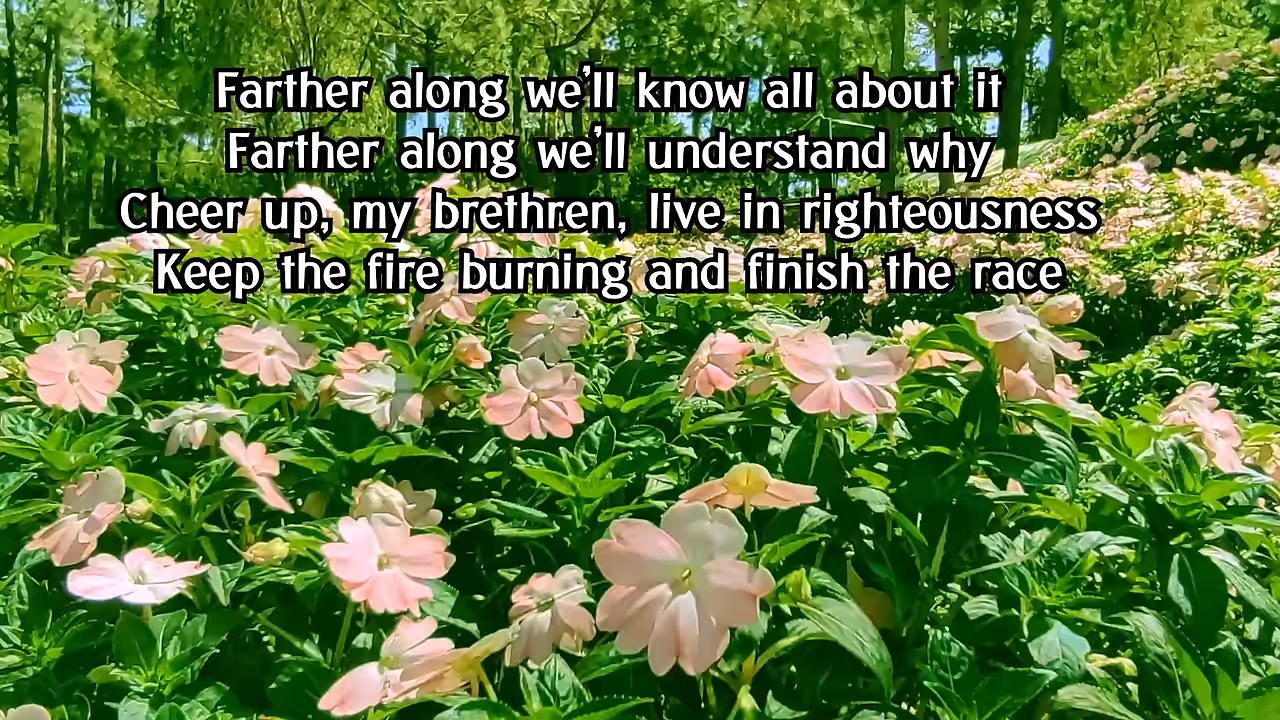 Farther along we'll know all about it
Farther along we'll understand why
Cheer up, my brethren, live in righteousness
Keep the fire burning and finish the race